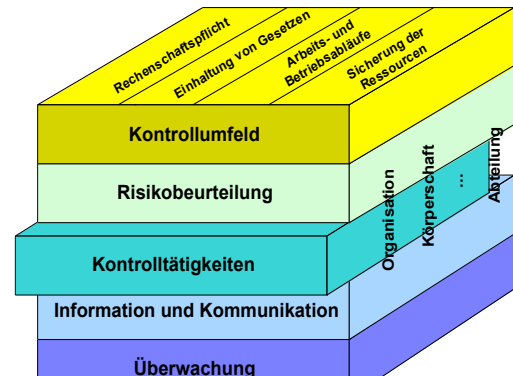 Rechenschaftspflicht
Einhaltung von Gesetzen
Arbeits- und
Betriebsabläufe
Sicherung der
Ressourcen
Kontrollumfeld
Risikobeurteilung
Kontrolltätigkeiten
Information und Kommunikation
Überwachung
Organisation
Körperschaft
...
Abteilung